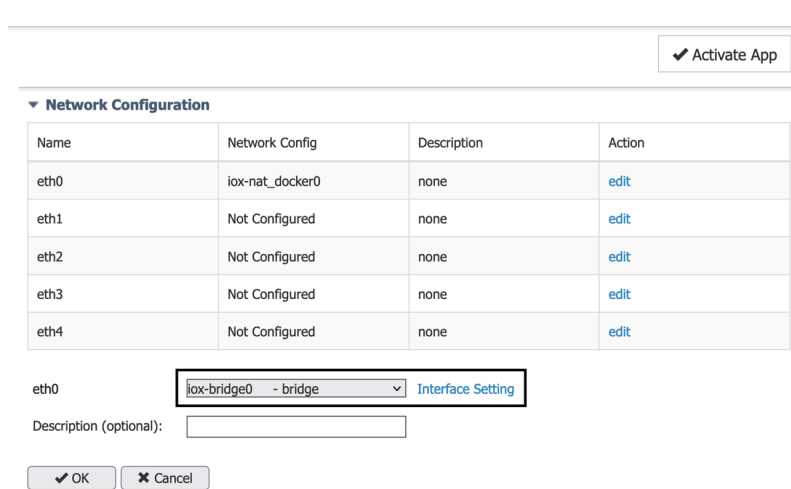 ✔ Activate App
▼ Network Configuration
Name Network Config Description Action
eth0 iox-nat_docker0 none edit
eth1 Not Configured none edit
eth2 Not Configured none edit
eth3 Not Configured none edit
eth4 Not Configured none edit
eth0 iox-bridge0 - bridge Interface Setting
Description (optional):
✔ OK ✖ Cancel